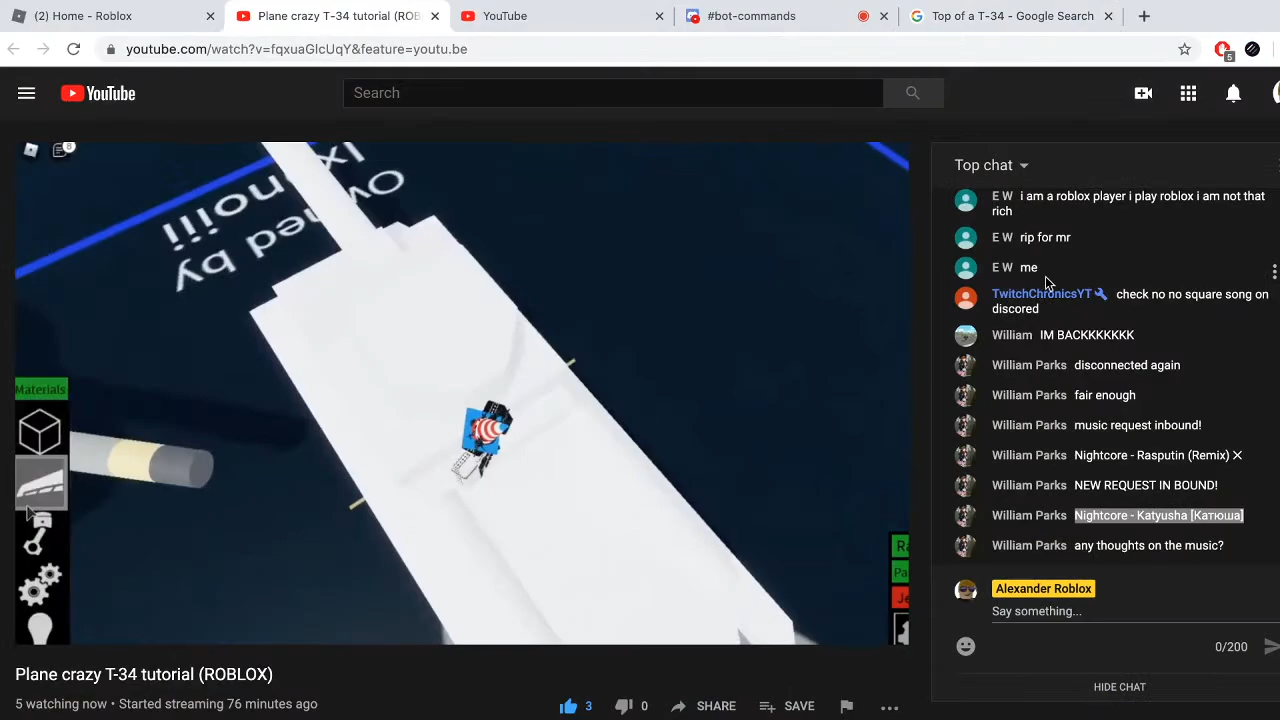 Home - Roblox
Plane crazy T-34 tutorial (ROB
YouTube
#bot-commands
Top of a T-34 - Google Search
youtube.com/watch?v=fqxuaGlcUqY&feature=youtu.be
5
YouTube
Search
8
by
Materials
Top chat
E W i am a roblox player i play roblox i am not that
rich
E W rip for mr
E W me
TwitchChronicsYT check no no square song on
discored
William IM BACKKKKKKK
William Parks disconnected again
William Parks fair enough
William Parks music request inbound!
William Parks Nightcore - Rasputin (Remix) ✕
William Parks NEW REQUEST IN BOUND!
William Parks Nightcore - Katyusha [Катюша]
William Parks any thoughts on the music?
Alexander Roblox
Say something...
0/200
HIDE CHAT
Plane crazy T-34 tutorial (ROBLOX)
5 watching now • Started streaming 76 minutes ago
3
0
SHARE
SAVE